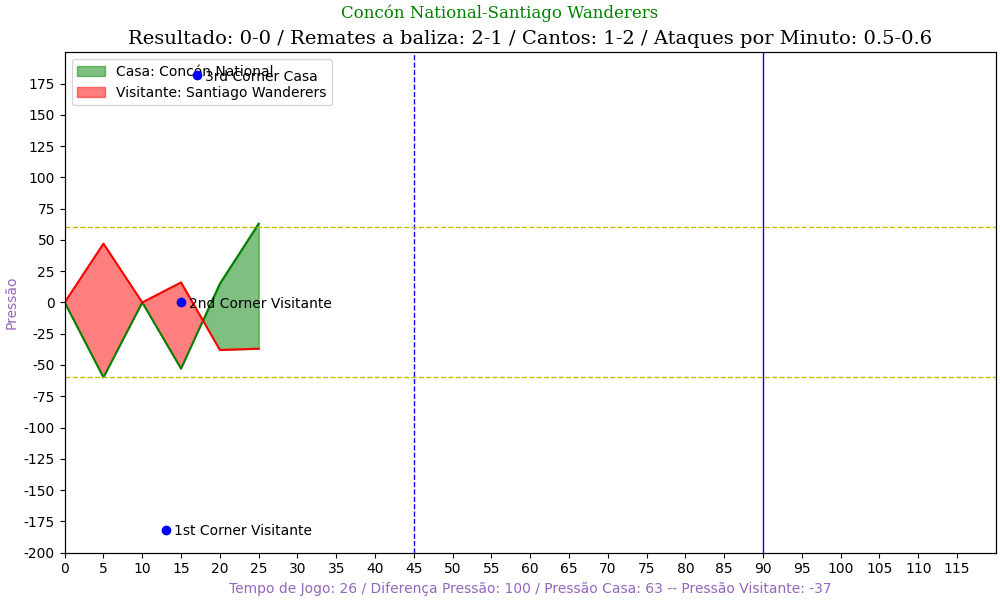 Concón National-Santiago Wanderers
Resultado: 0-0 / Remates a baliza: 2-1 / Cantos: 1-2 / Ataques por Minuto: 0.5-0.6
Casa: Concón National
3rd Corner Casa
Visitante: Santiago Wanderers
175
150
125
100
75
50
25
0
-25
-50
-75
-100
-125
-150
-175
-200
Pressão
2nd Corner Visitante
1st Corner Visitante
0 5 10 15 20 25 30 35 40 45 50 55 60 65 70 75 80 85 90 95 100 105 110 115
Tempo de Jogo: 26 / Diferença Pressão: 100 / Pressão Casa: 63 -- Pressão Visitante: -37